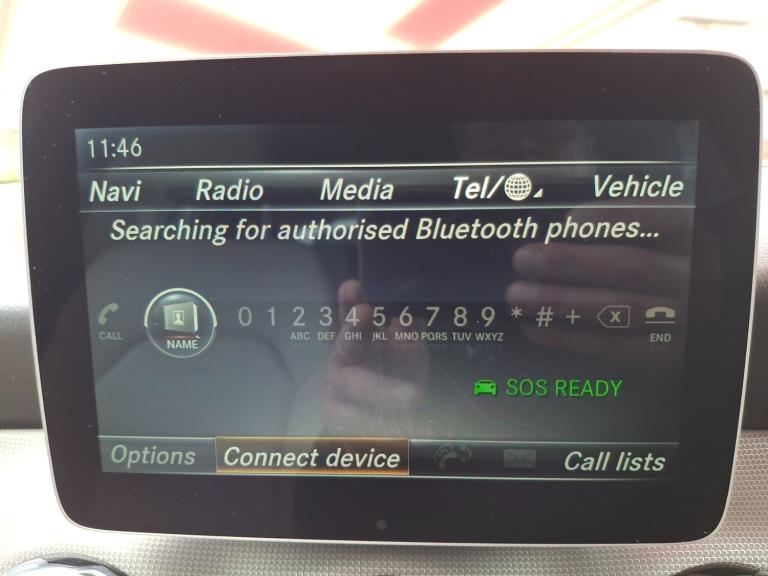 11:46
Navi Radio Media Tel/ Vehicle
Searching for authorised Bluetooth phones...
CALL NAME 0 1 2 ABC 3 DEF 4 GHI 5 JKL 6 MNO 7 PQRS 8 TUV 9 WXYZ * # + X END
SOS READY
Options Connect device Call lists